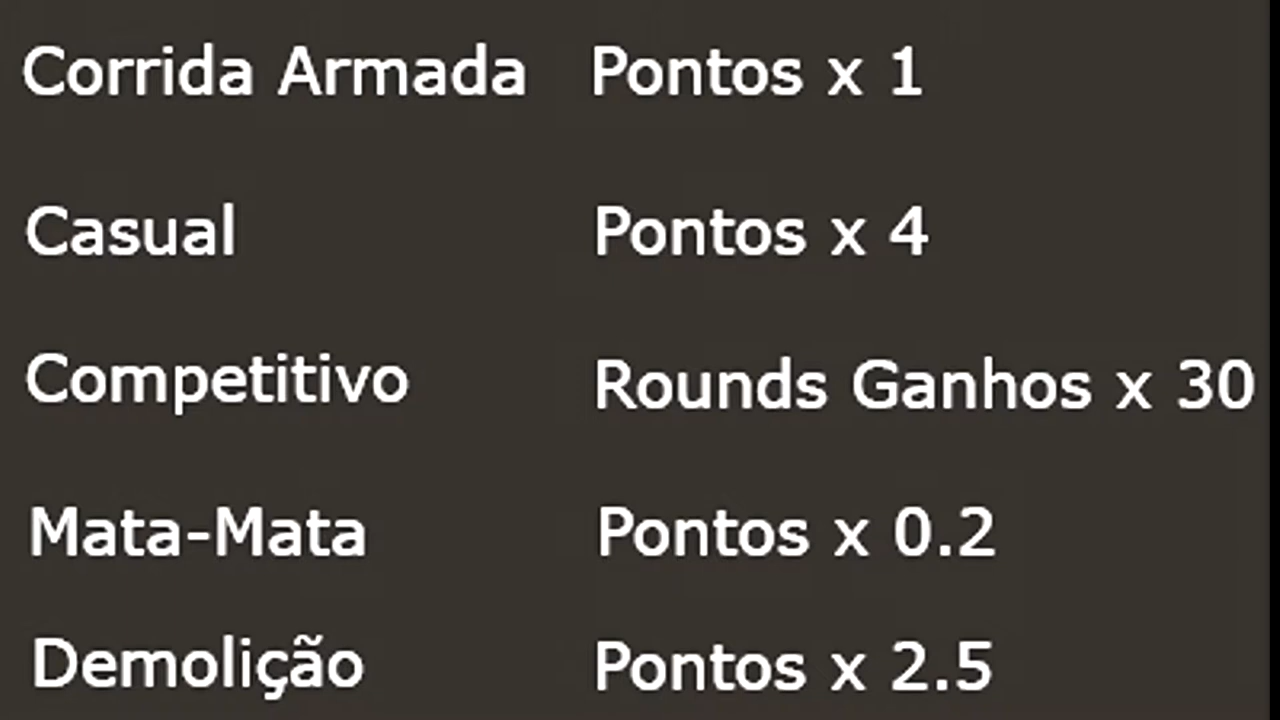 Corrida Armada Pontos x 1
Casual Pontos x 4
Competitivo Rounds Ganhos x 30
Mata-Mata Pontos x 0.2
Demolição Pontos x 2.5